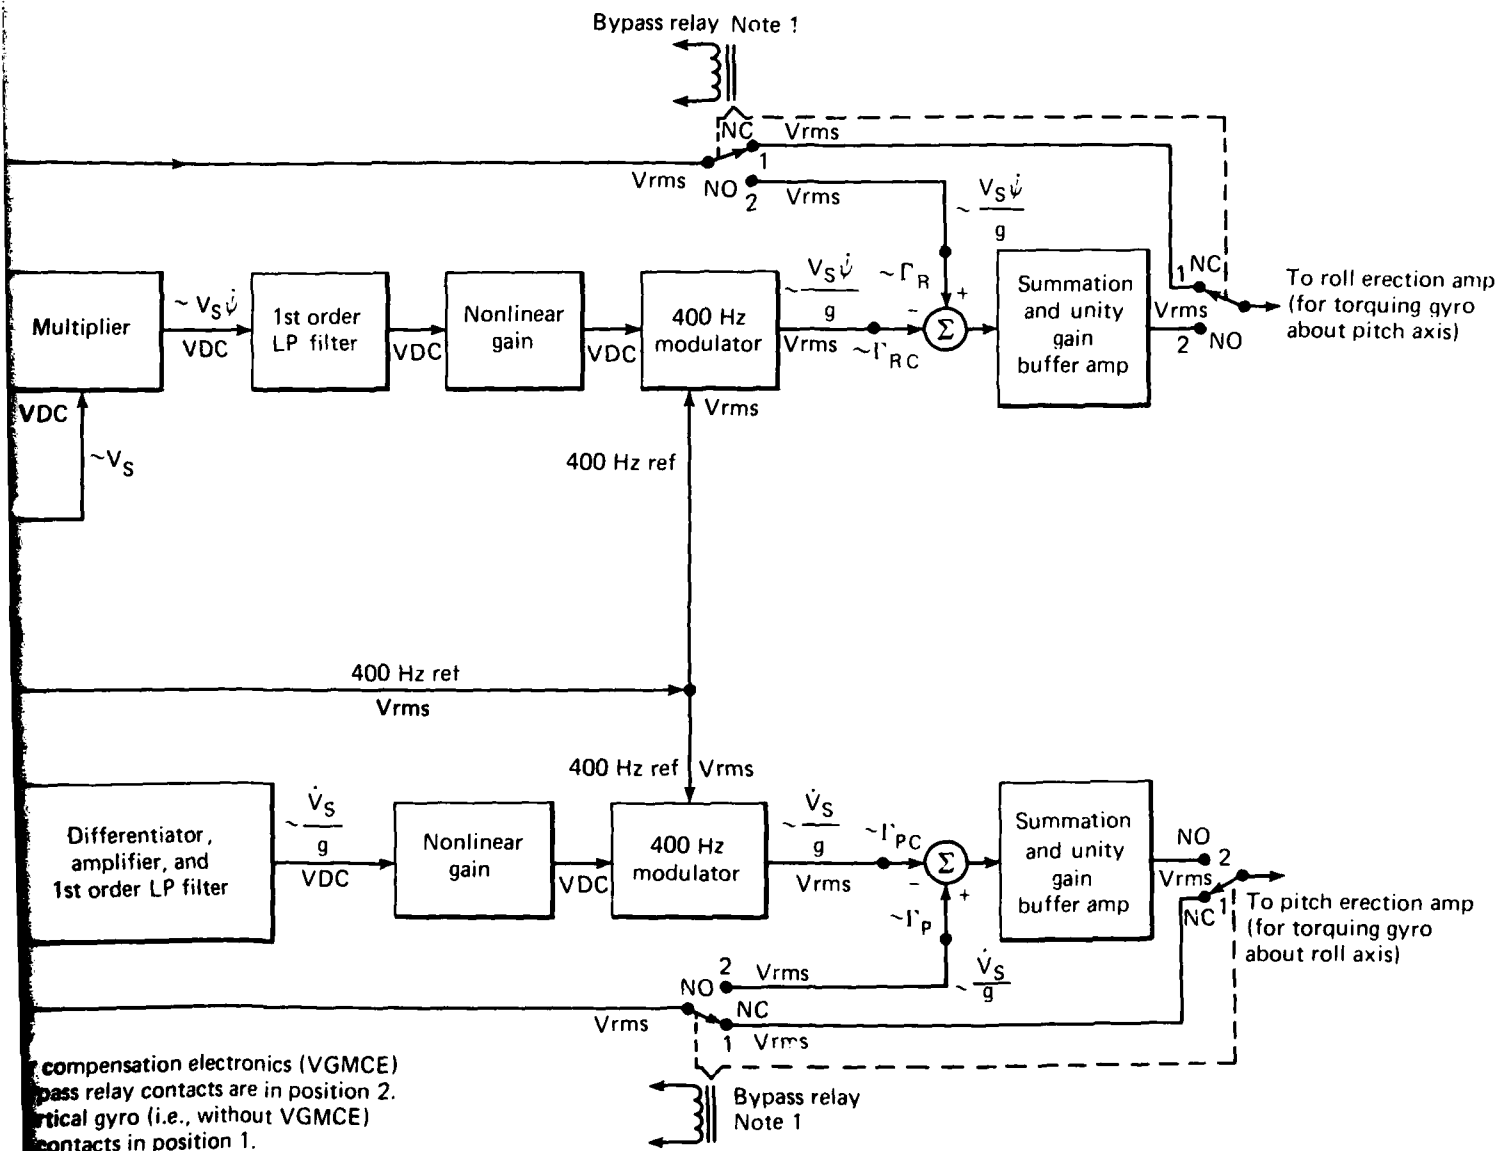 Bypass relay Note 1
NC Vrms
1
Vrms NO
2 Vrms
~ V̇S ψ̇ / g
Multiplier
~ VS ψ̇
VDC
1st order
LP filter
VDC
Nonlinear
gain
VDC
400 Hz
modulator
~ VS ψ̇ / g
Vrms
~ΓR
~ΓRC
+
-
Σ
Summation
and unity
gain
buffer amp
1 NC
Vrms
2 NO
To roll erection amp
(for torquing gyro
about pitch axis)
VDC
~VS
Vrms
400 Hz ref
400 Hz ref
Vrms
400 Hz ref Vrms
Differentiator,
amplifier, and
1st order LP filter
~ V̇S / g
VDC
Nonlinear
gain
VDC
400 Hz
modulator
~ V̇S / g
Vrms
~ΓPC
Σ
-
+
~ΓP
Summation
and unity
gain
buffer amp
NO
2
Vrms
NC 1
To pitch erection amp
(for torquing gyro
about roll axis)
2
NO Vrms
~ V̇S / g
Vrms
NC
1 Vrms
compensation electronics (VGMCE)
pass relay contacts are in position 2.
rtical gyro (i.e., without VGMCE)
contacts in position 1.
Bypass relay
Note 1